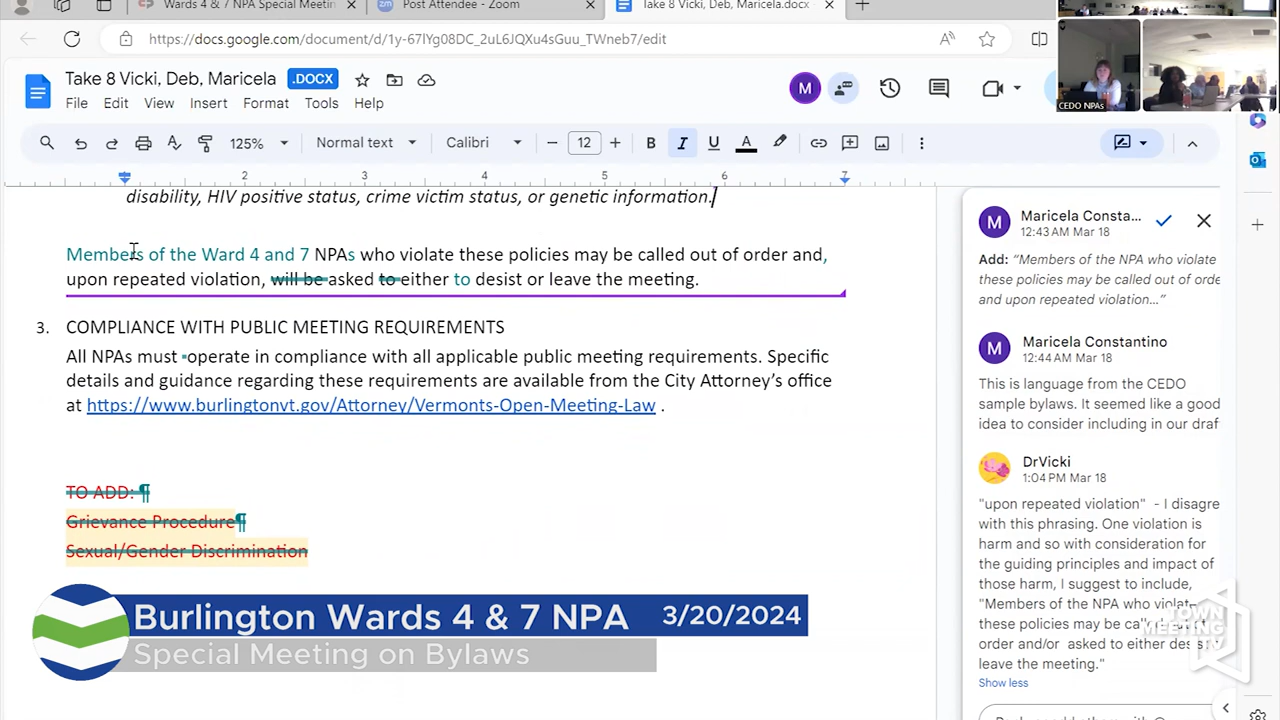 Wards 4 & 7 NPA Special Meetin
Post Attendee - Zoom
Take 8 Vicki, Deb, Maricela.docx
https://docs.google.com/document/d/1y-67lYg08DC_2uL6JQXu4sGuu_TWneb7/edit
CEDO NPAs
Take 8 Vicki, Deb, Maricela .DOCX
File Edit View Insert Format Tools Help
M
125% Normal text Calibri 12 B I U A
2 3 4 5 6 7
disability, HIV positive status, crime victim status, or genetic information.
Members of the Ward 4 and 7 NPAs who violate these policies may be called out of order and,
upon repeated violation, will be asked to either to desist or leave the meeting.
3. COMPLIANCE WITH PUBLIC MEETING REQUIREMENTS
All NPAs must operate in compliance with all applicable public meeting requirements. Specific
details and guidance regarding these requirements are available from the City Attorney's office
at https://www.burlingtonvt.gov/Attorney/Vermonts-Open-Meeting-Law .
TO ADD: ¶
Grievance Procedure¶
Sexual/Gender Discrimination
M
Maricela Consta...
12:43 AM Mar 18
Add: "Members of the NPA who violate
these policies may be called out of orde
and upon repeated violation..."
M
Maricela Constantino
12:44 AM Mar 18
This is language from the CEDO
sample bylaws. It seemed like a good
idea to consider including in our draf
DrVicki
1:04 PM Mar 18
"upon repeated violation" - I disagree
with this phrasing. One violation is
harm and so with consideration for
the guiding principles and impact of
those harm, I suggest to include,
"Members of the NPA who violat
these policies may be
order and/or asked to either
leave the meeting."
Show less
Burlington Wards 4 & 7 NPA 3/20/2024
Special Meeting on Bylaws
TOWN
MEETING
TV